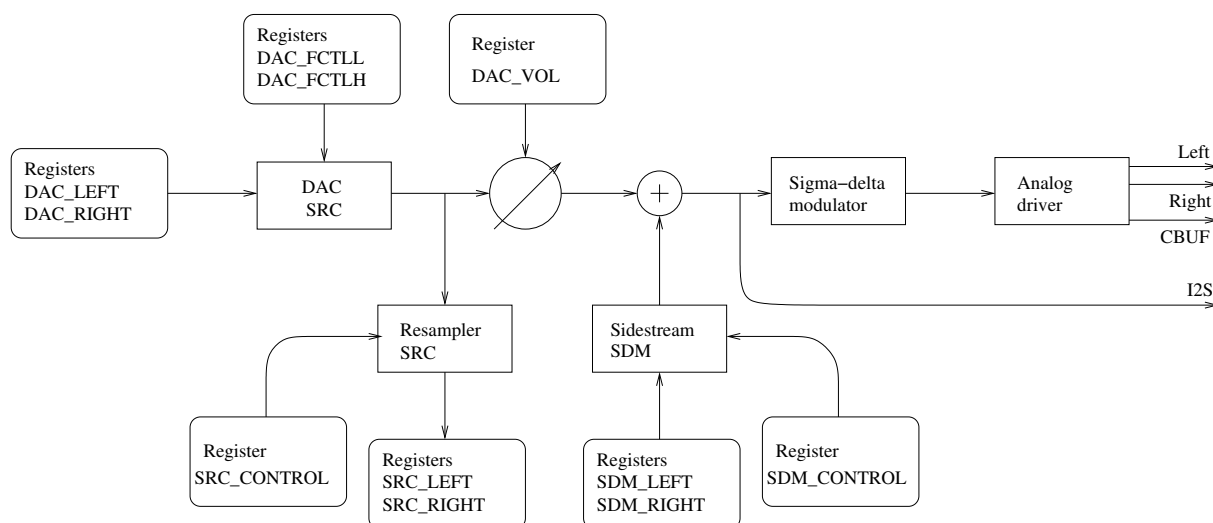 Registers
DAC_FCTLL
DAC_FCTLH
Register
DAC_VOL
Registers
DAC_LEFT
DAC_RIGHT
DAC
SRC
+
Sigma−delta
modulator
Analog
driver
Left
Right
CBUF
I2S
Resampler
SRC
Sidestream
SDM
Register
SRC_CONTROL
Registers
SRC_LEFT
SRC_RIGHT
Registers
SDM_LEFT
SDM_RIGHT
Register
SDM_CONTROL